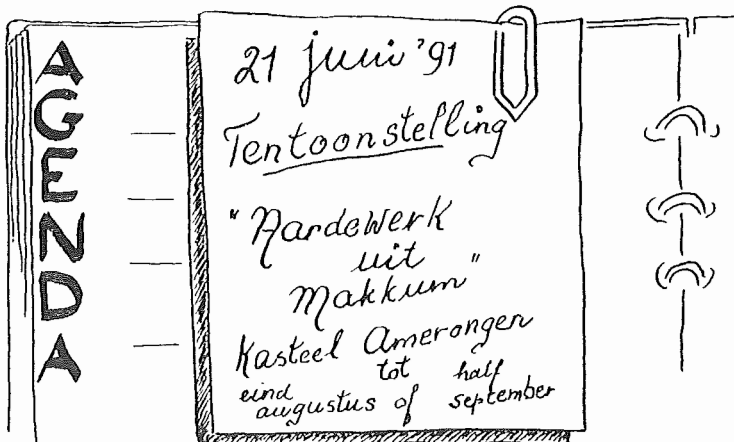 AGENDA
21 juni '91
Tentoonstelling
"Aardewerk
uit
Makkum"
Kasteel Amerongen
tot
eind half
augustus of september